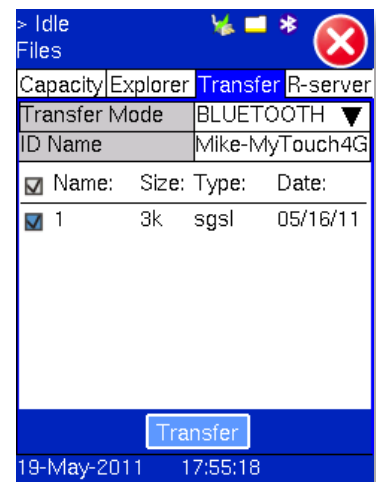 > Idle
Files
Capacity Explorer Transfer R-server
Transfer Mode BLUETOOTH
ID Name Mike-MyTouch4G
Name: Size: Type: Date:
1 3k sgsl 05/16/11
Transfer
19-May-2011 17:55:18